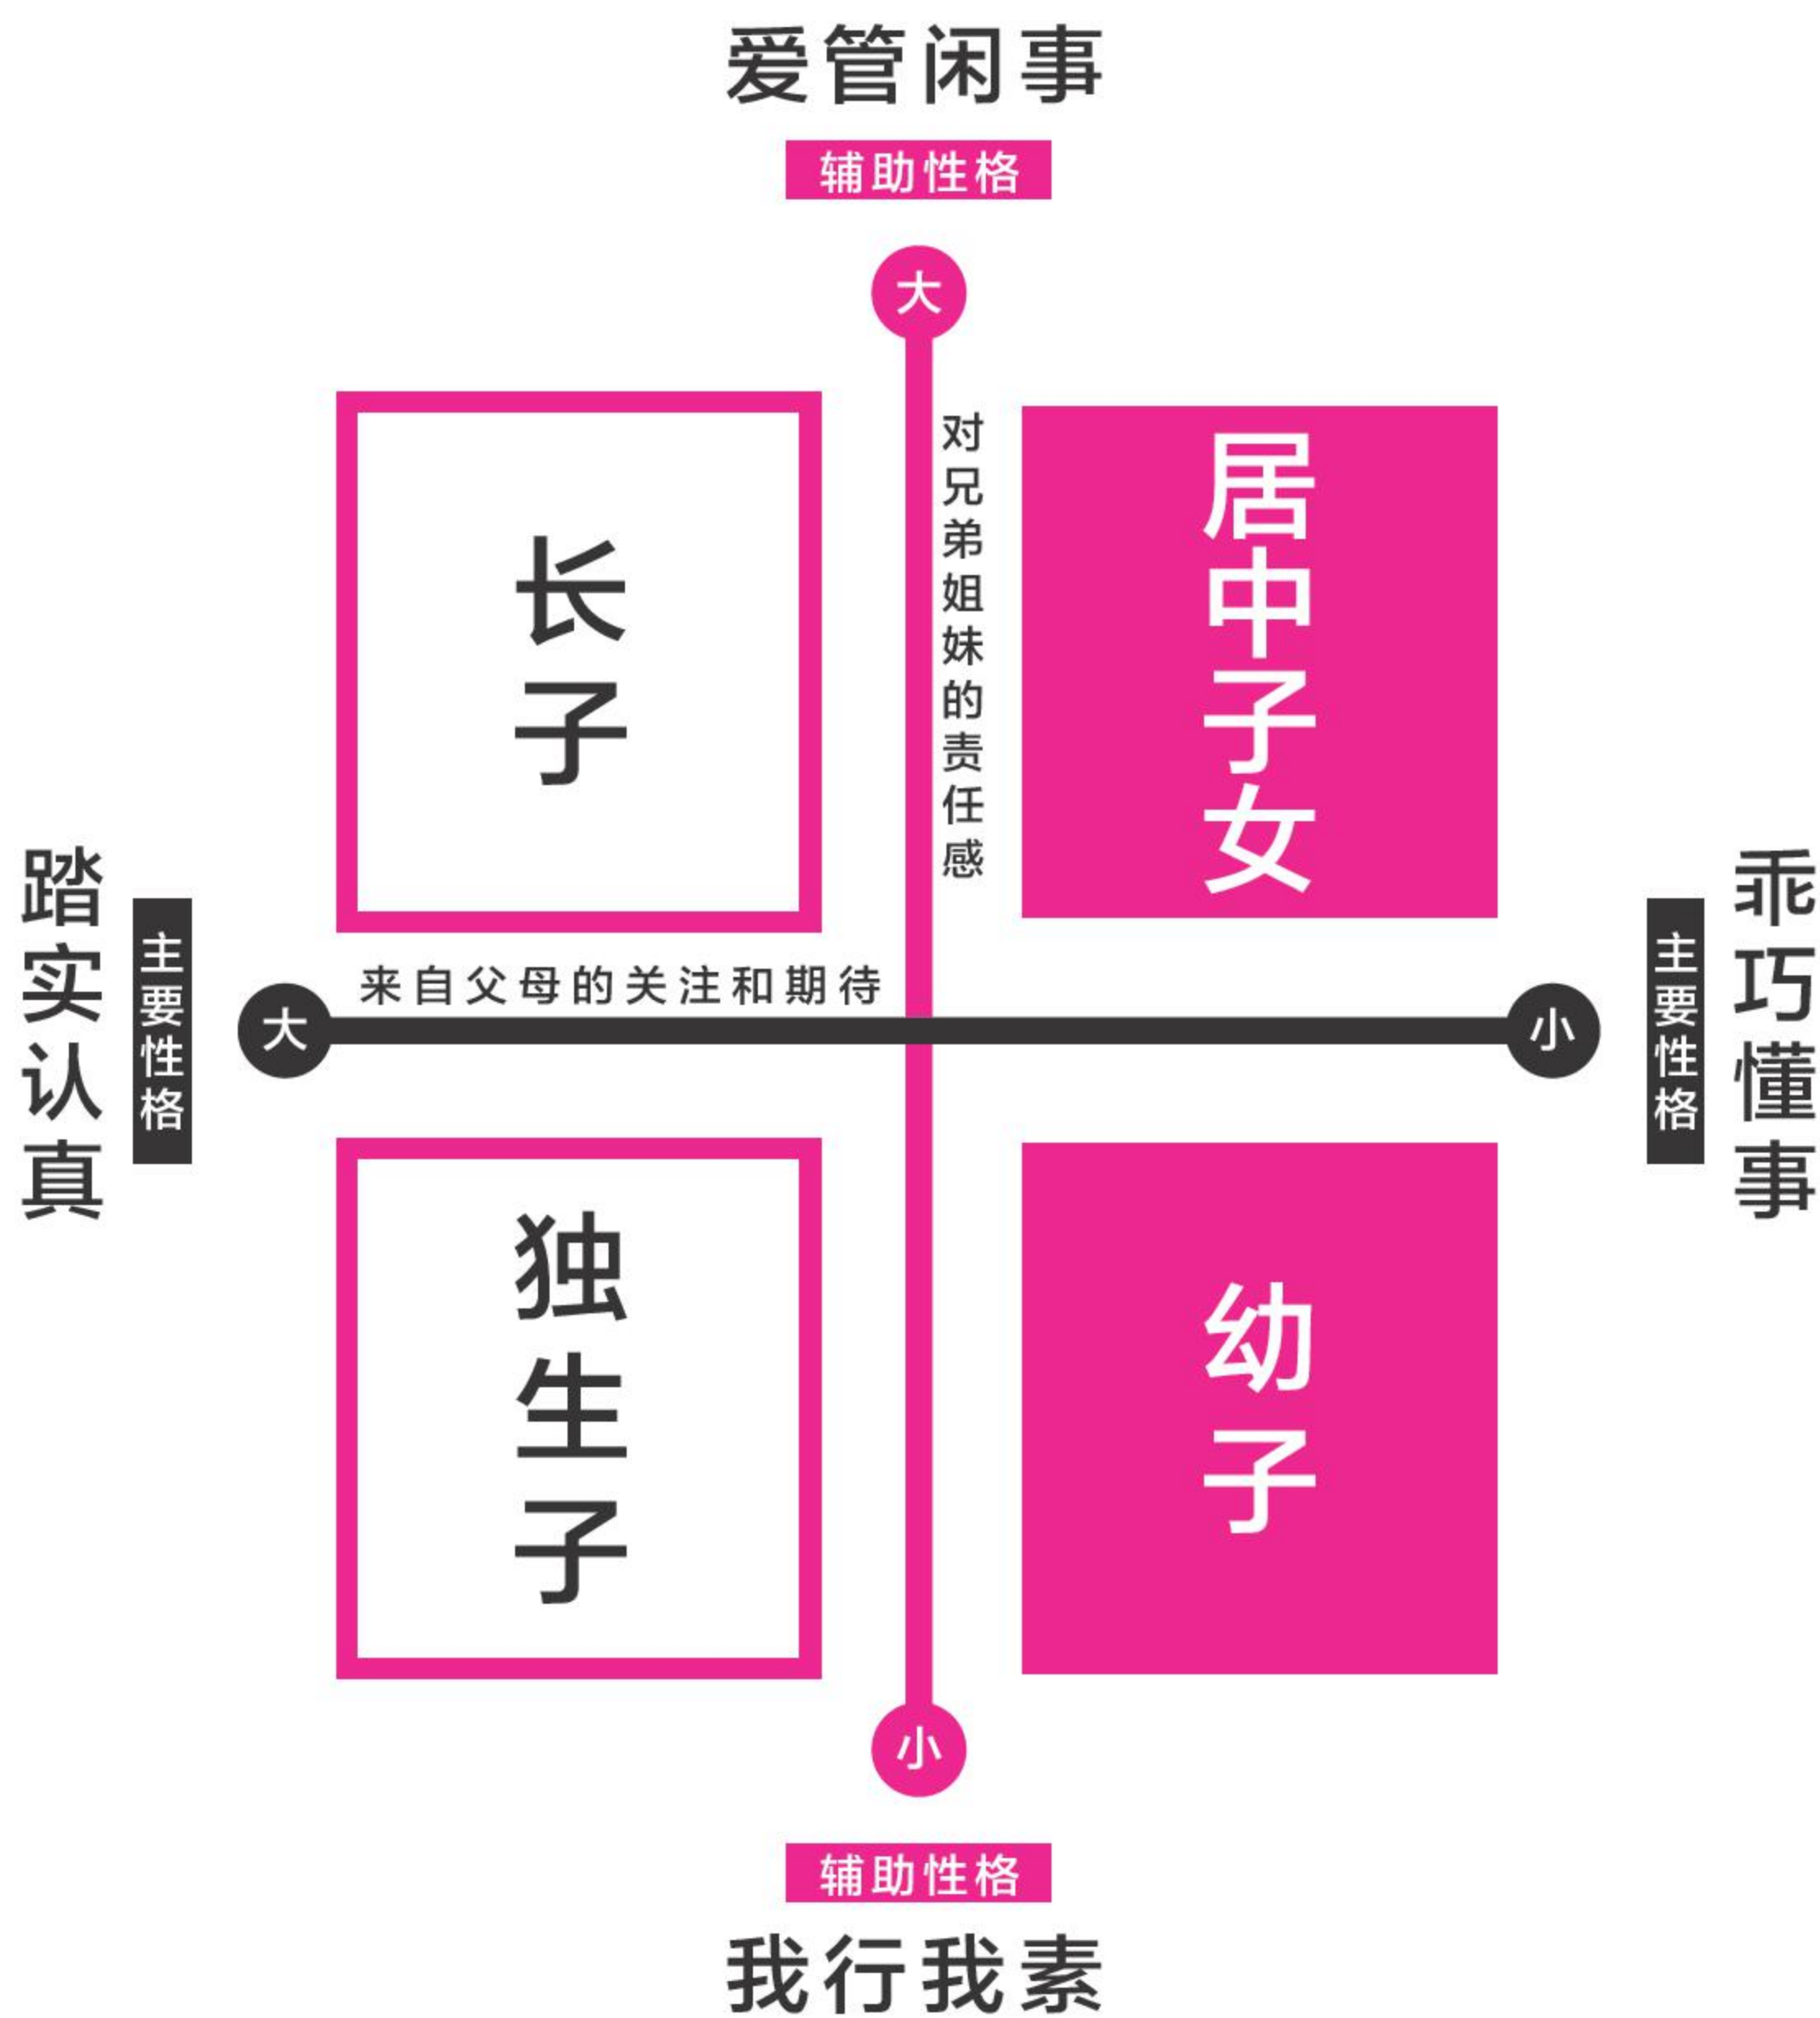 爱管闲事
辅助性格
大
长子
对兄弟姐妹的责任感
居中子女
踏实认真
主要性格
大
来自父母的关注和期待
小
主要性格
乖巧懂事
独生子
幼子
小
辅助性格
我行我素